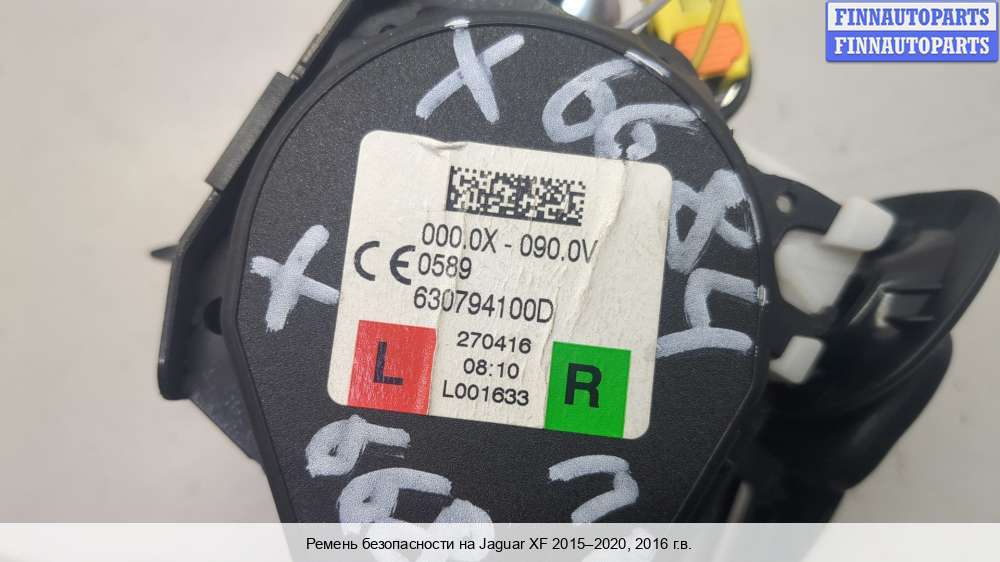 FINNAUTOPARTS
FINNAUTOPARTS
X 6684
X
000.0X - 090.0V
CE 0589
630794100D
270416
08:10
L001633
L
R
Ремень безопасности на Jaguar XF 2015–2020, 2016 г.в.